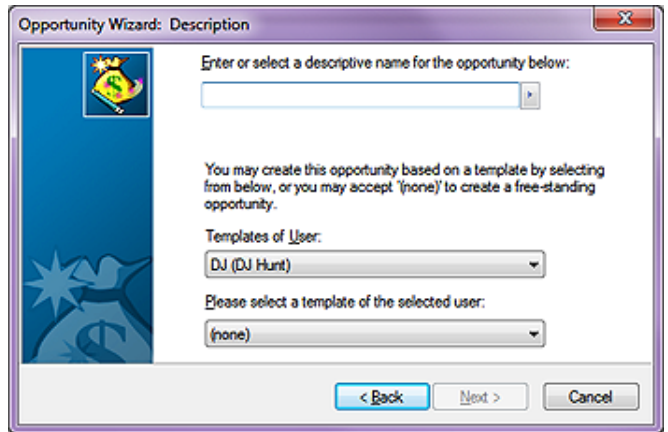 Opportunity Wizard: Description
Enter or select a descriptive name for the opportunity below:
You may create this opportunity based on a template by selecting
from below, or you may accept '(none)' to create a free-standing
opportunity.
Templates of User:
DJ (DJ Hunt)
Please select a template of the selected user:
(none)
< Back
Next >
Cancel